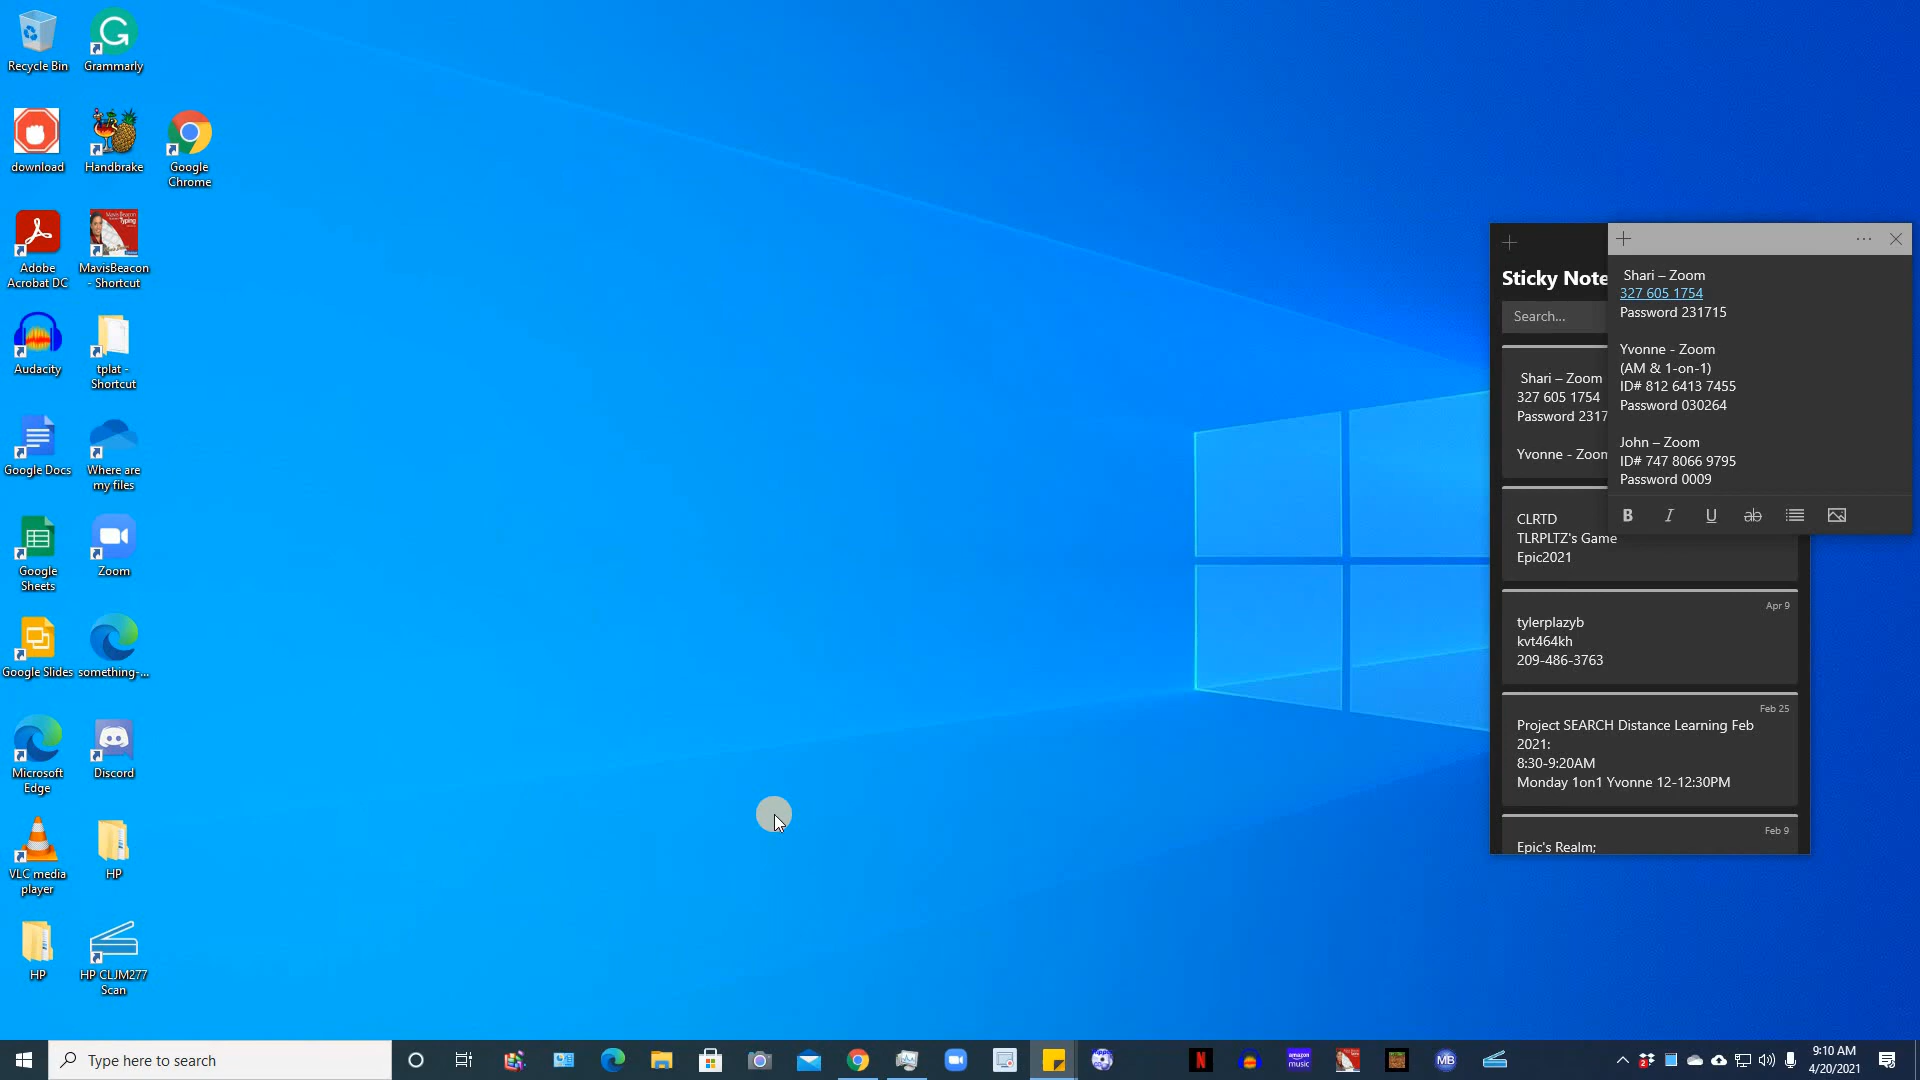 Recycle Bin
Grammarly
download
Handbrake
Google
Chrome
Adobe
Acrobat DC
MavisBeacon
- Shortcut
Audacity
tplat -
Shortcut
Google Docs
Where are
my files
Google
Sheets
Zoom
Google Slides
something-...
Microsoft
Edge
Discord
VLC media
player
HP
HP
HP CLJM277
Scan
Sticky Note
Search...
Shari – Zoom
327 605 1754
Password 2317
Yvonne - Zoom
CLRTD
TLRPLTZ's Game
Epic2021
Apr 9
tylerplazyb
kvt464kh
209-486-3763
Feb 25
Project SEARCH Distance Learning Feb
2021:
8:30-9:20AM
Monday 1on1 Yvonne 12-12:30PM
Feb 9
Epic's Realm;
Shari – Zoom
327 605 1754
Password 231715
Yvonne - Zoom
(AM & 1-on-1)
ID# 812 6413 7455
Password 030264
John – Zoom
ID# 747 8066 9795
Password 0009
B I U ab
Type here to search
amazon
music
MB
9:10 AM
4/20/2021